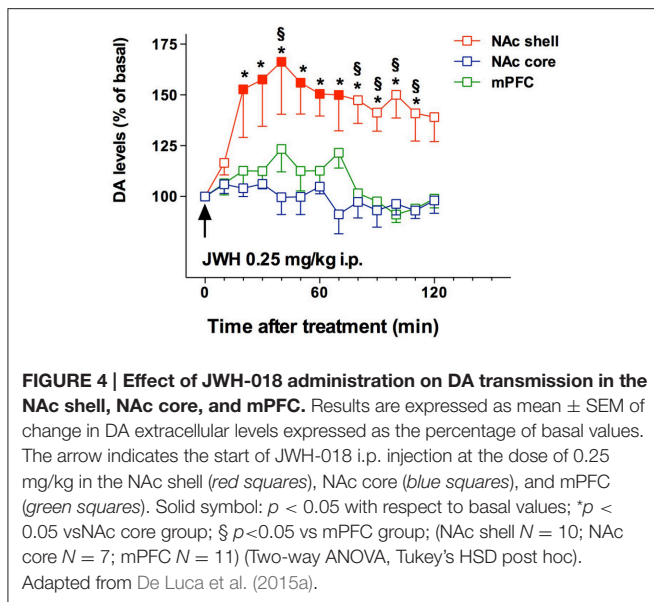 DA levels (% of basal)
175
150
125
100
* * § * * * * § * § * § * § *
NAc shell
NAc core
mPFC
JWH 0.25 mg/kg i.p.
0 60 120
Time after treatment (min)
FIGURE 4 | Effect of JWH-018 administration on DA transmission in the
NAc shell, NAc core, and mPFC. Results are expressed as mean ± SEM of
change in DA extracellular levels expressed as the percentage of basal values.
The arrow indicates the start of JWH-018 i.p. injection at the dose of 0.25
mg/kg in the NAc shell (red squares), NAc core (blue squares), and mPFC
(green squares). Solid symbol: p < 0.05 with respect to basal values; *p <
0.05 vsNAc core group; § p<0.05 vs mPFC group; (NAc shell N = 10; NAc
core N = 7; mPFC N = 11) (Two-way ANOVA, Tukey's HSD post hoc).
Adapted from De Luca et al. (2015a).